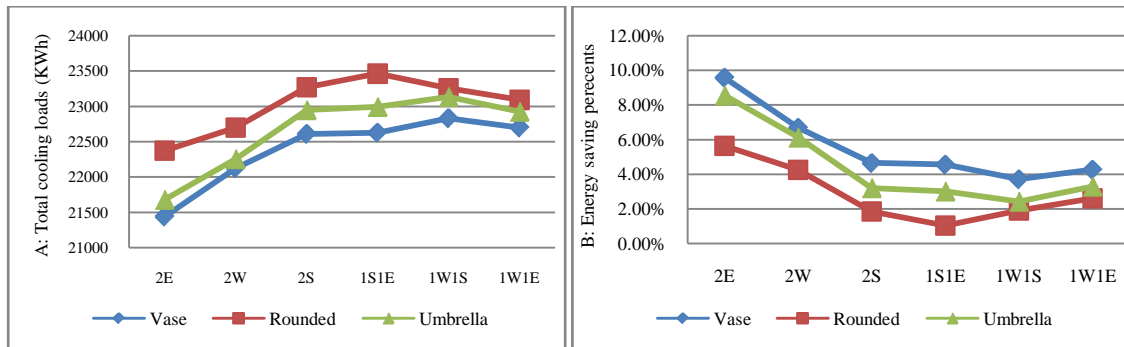 A: Total cooling loads (KWh)
24000
23500
23000
22500
22000
21500
21000
2E 2W 2S 1S1E 1W1S 1W1E
Vase Rounded Umbrella
B: Energy saving perecents
12.00%
10.00%
8.00%
6.00%
4.00%
2.00%
0.00%
2E 2W 2S 1S1E 1W1S 1W1E
Vase Rounded Umbrella